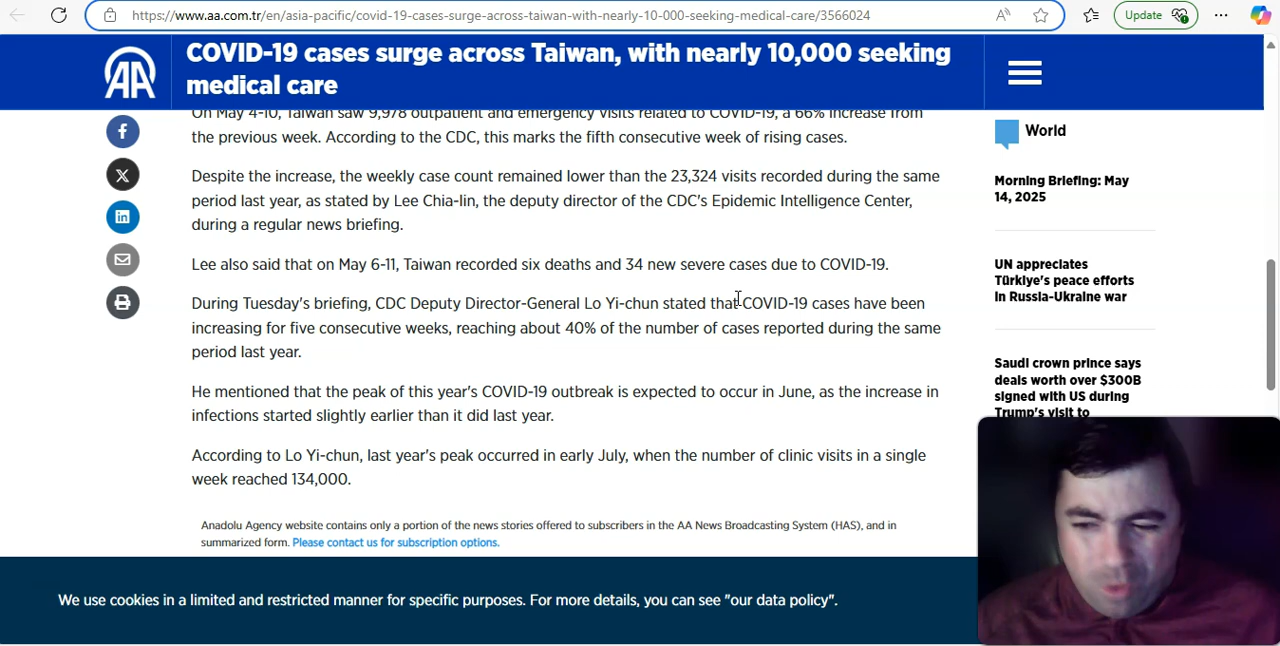 https://www.aa.com.tr/en/asia-pacific/covid-19-cases-surge-across-taiwan-with-nearly-10-000-seeking-medical-care/3566024
Update
AA
COVID-19 cases surge across Taiwan, with nearly 10,000 seeking
medical care
On May 4-10, Taiwan saw 9,978 outpatient and emergency visits related to COVID-19, a 66% increase from
the previous week. According to the CDC, this marks the fifth consecutive week of rising cases.
Despite the increase, the weekly case count remained lower than the 23,324 visits recorded during the same
period last year, as stated by Lee Chia-lin, the deputy director of the CDC's Epidemic Intelligence Center,
during a regular news briefing.
Lee also said that on May 6-11, Taiwan recorded six deaths and 34 new severe cases due to COVID-19.
During Tuesday's briefing, CDC Deputy Director-General Lo Yi-chun stated that COVID-19 cases have been
increasing for five consecutive weeks, reaching about 40% of the number of cases reported during the same
period last year.
He mentioned that the peak of this year's COVID-19 outbreak is expected to occur in June, as the increase in
infections started slightly earlier than it did last year.
According to Lo Yi-chun, last year's peak occurred in early July, when the number of clinic visits in a single
week reached 134,000.
Anadolu Agency website contains only a portion of the news stories offered to subscribers in the AA News Broadcasting System (HAS), and in
summarized form. Please contact us for subscription options.
World
Morning Briefing: May
14, 2025
UN appreciates
Türkiye's peace efforts
in Russia-Ukraine war
Saudi crown prince says
deals worth over $300B
signed with US during
Trump's visit to
We use cookies in a limited and restricted manner for specific purposes. For more details, you can see "our data policy".